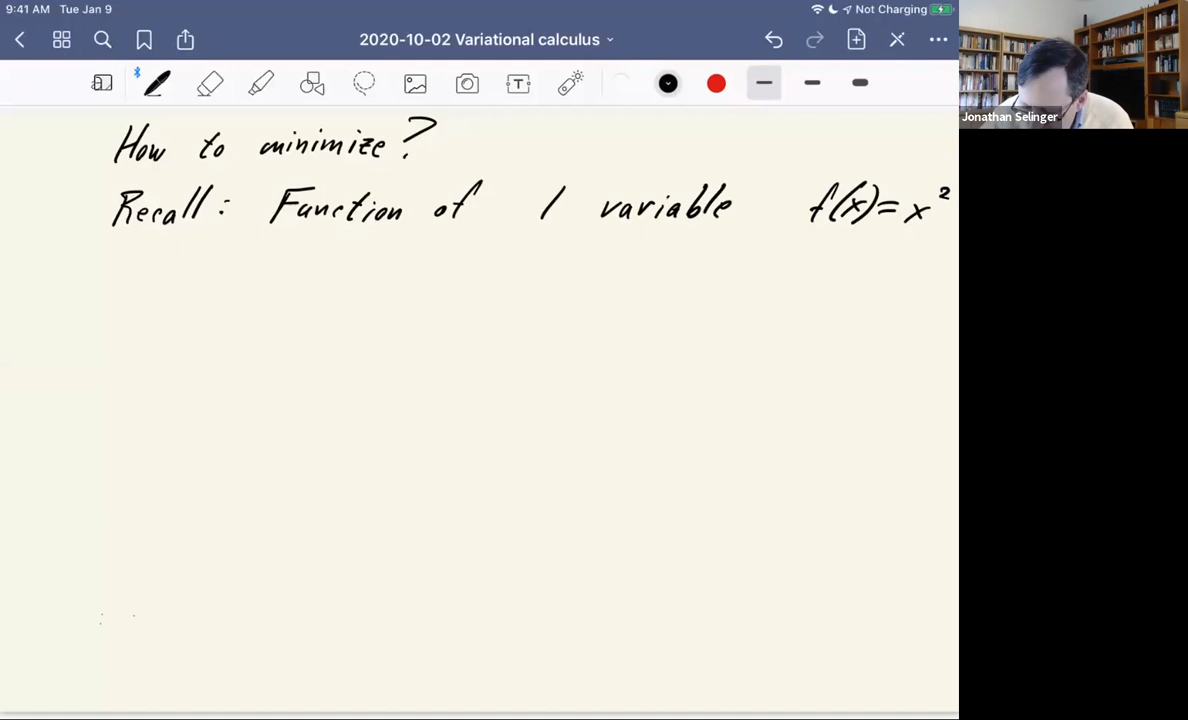 9:41 AM Tue Jan 9
Not Charging
2020-10-02 Variational calculus
T
Jonathan Selinger
How to minimize?
Recall: Function of 1 variable f(x)=x²